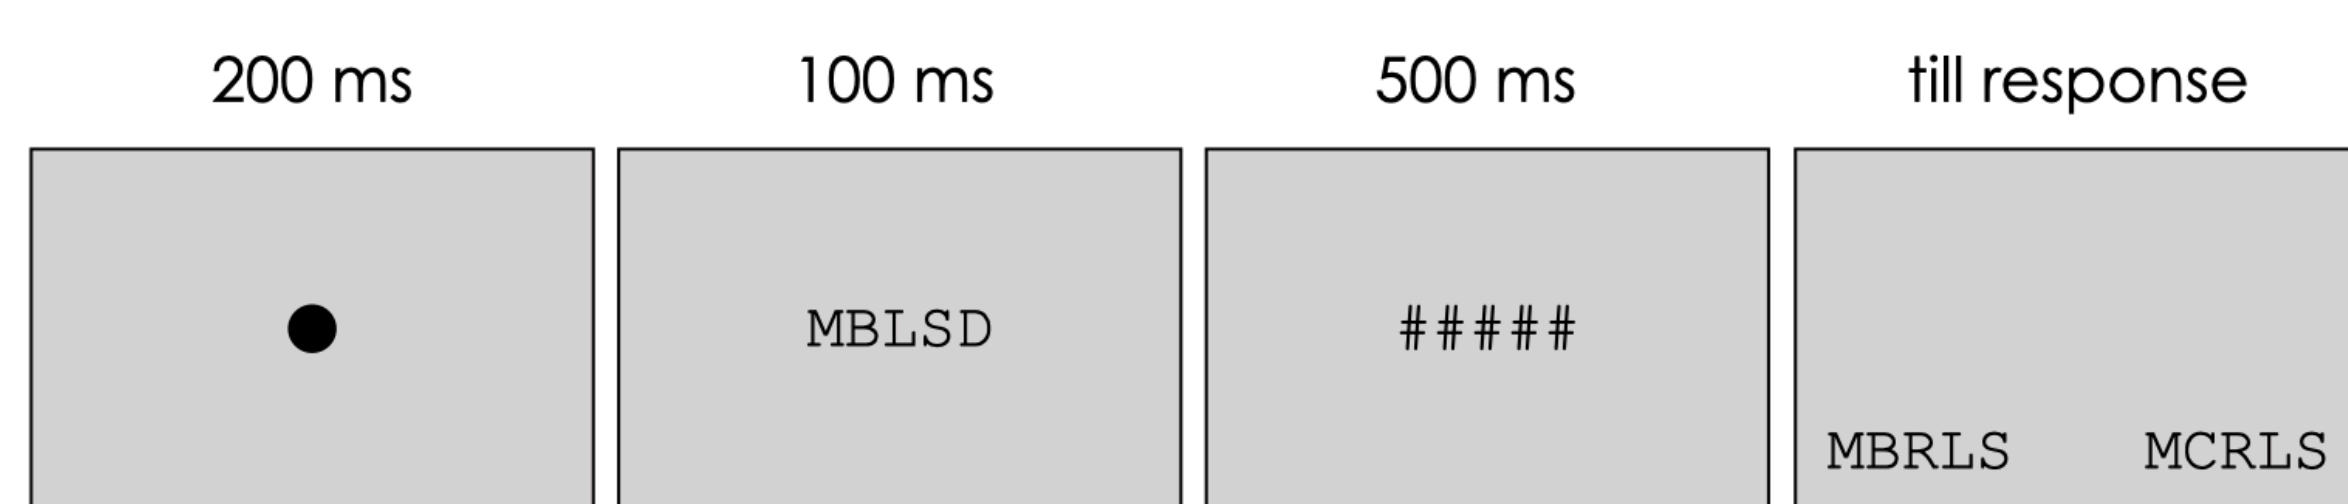 200 ms 100 ms 500 ms till response
MBLSD #####
MBRLS MCRLS